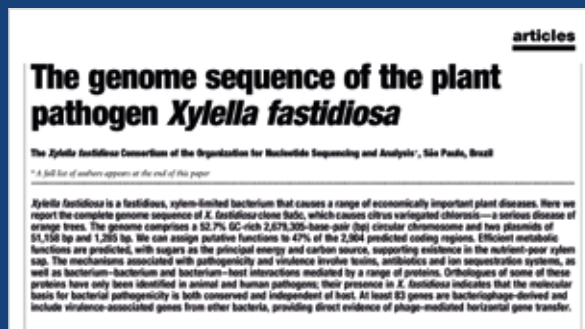 articles
The genome sequence of the plant
pathogen Xylella fastidiosa
The Xylella fastidiosa Consortium of the Organization for Nucleotide Sequencing and Analysis*, São Paulo, Brazil
* A full list of authors appears at the end of this paper
Xylella fastidiosa is a fastidious, xylem-limited bacterium that causes a range of economically important plant diseases. Here we
report the complete genome sequence of X. fastidiosa clone 9a5c, which causes citrus variegated chlorosis—a serious disease of
orange trees. The genome comprises a 52.7% GC-rich 2,679,305-base-pair (bp) circular chromosome and two plasmids of
51,158 bp and 1,285 bp. We can assign putative functions to 47% of the 2,904 predicted coding regions. Efficient metabolic
functions are predicted, with sugars as the principal energy and carbon source, supporting existence in the nutrient-poor xylem
sap. The mechanisms associated with pathogenicity and virulence involve toxins, antibiotics and ion sequestration systems, as
well as bacterium–bacterium and bacterium–host interactions mediated by a range of proteins. Orthologues of some of these
proteins have only been identified in animal and human pathogens; their presence in X. fastidiosa indicates that the molecular
basis for bacterial pathogenicity is both conserved and independent of host. At least 83 genes are bacteriophage-derived and
include virulence-associated genes from other bacteria, providing direct evidence of phage-mediated horizontal gene transfer.